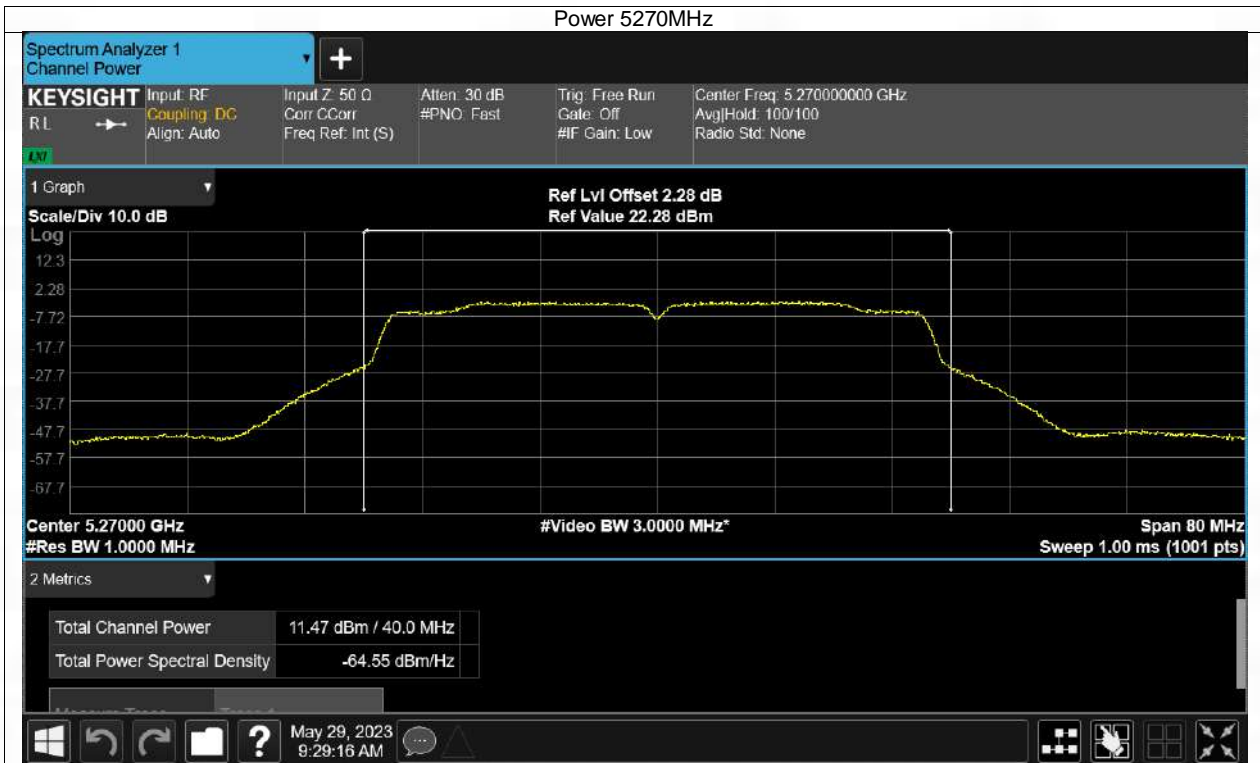 Power 5270MHz
Spectrum Analyzer 1
Channel Power
+
KEYSIGHT
RL
LXI
Input: RF
Coupling: DC
Align: Auto
Input Z: 50 Ω
Corr CCorr
Freq Ref: Int (S)
Atten: 30 dB
#PNO: Fast
Trig: Free Run
Gate: Off
#IF Gain: Low
Center Freq: 5.270000000 GHz
Avg|Hold: 100/100
Radio Std: None
1 Graph
Scale/Div 10.0 dB
Ref Lvl Offset 2.28 dB
Ref Value 22.28 dBm
Log
12.3
2.28
-7.72
-17.7
-27.7
-37.7
-47.7
-57.7
-67.7
Center 5.27000 GHz
#Res BW 1.0000 MHz
#Video BW 3.0000 MHz*
Span 80 MHz
Sweep 1.00 ms (1001 pts)
2 Metrics
Total Channel Power 11.47 dBm / 40.0 MHz
Total Power Spectral Density -64.55 dBm/Hz
?
May 29, 2023
9:29:16 AM